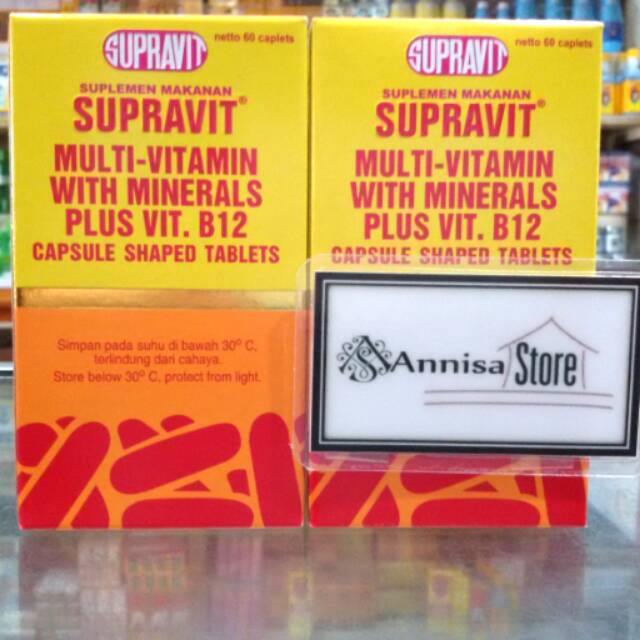 SUPRAVIT
netto 60 caplets
SUPLEMEN MAKANAN
SUPRAVIT®
MULTI-VITAMIN
WITH MINERALS
PLUS VIT. B12
CAPSULE SHAPED TABLETS
Simpan pada suhu di bawah 30° C,
terlindung dari cahaya.
Store below 30° C, protect from light.
SUPRAVIT
netto 60 caplets
SUPLEMEN MAKANAN
SUPRAVIT®
MULTI-VITAMIN
WITH MINERALS
PLUS VIT. B12
CAPSULE SHAPED TABLETS
Annisa Store